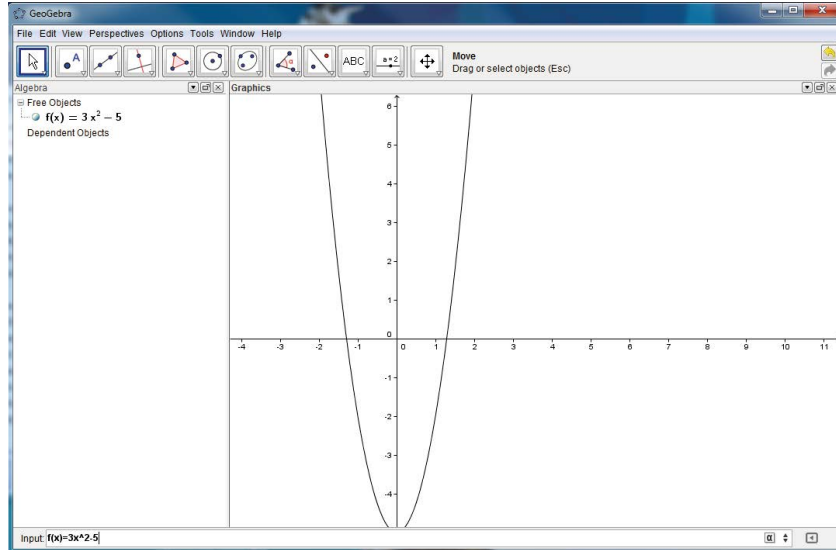 GeoGebra
File Edit View Perspectives Options Tools Window Help
A
ABC
a=2
Move
Drag or select objects (Esc)
Algebra
Graphics
Free Objects
f(x) = 3 x² − 5
Dependent Objects
6
5
4
3
2
1
0
-4 -3 -2 -1 0 1 2 3 4 5 6 7 8 9 10 11
-1
-2
-3
-4
Input: f(x)=3x^2-5
α